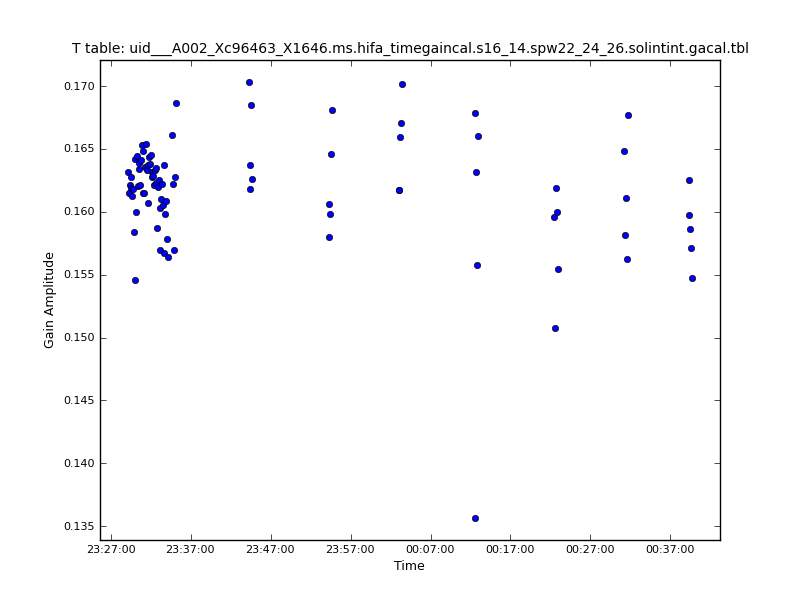 T table: uid___A002_Xc96463_X1646.ms.hifa_timegaincal.s16_14.spw22_24_26.solintint.gacal.tbl
0.170
0.165
0.160
0.155
0.150
0.145
0.140
0.135
Gain Amplitude
23:27:00 23:37:00 23:47:00 23:57:00 00:07:00 00:17:00 00:27:00 00:37:00
Time